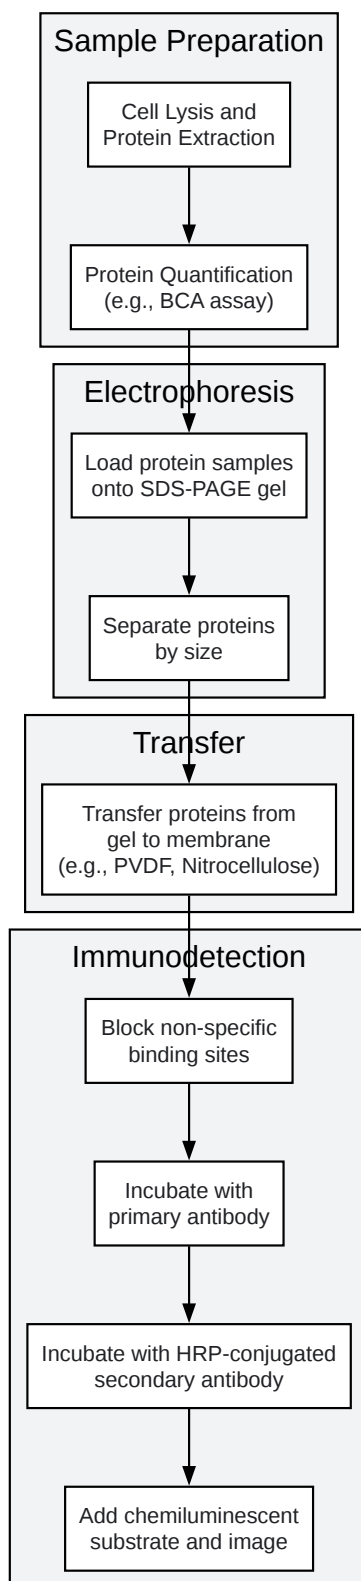 Sample Preparation
Cell Lysis and
Protein Extraction
Protein Quantification
(e.g., BCA assay)
Electrophoresis
Load protein samples
onto SDS-PAGE gel
Separate proteins
by size
Transfer
Transfer proteins from
gel to membrane
(e.g., PVDF, Nitrocellulose)
Immunodetection
Block non-specific
binding sites
Incubate with
primary antibody
Incubate with HRP-conjugated
secondary antibody
Add chemiluminescent
substrate and image